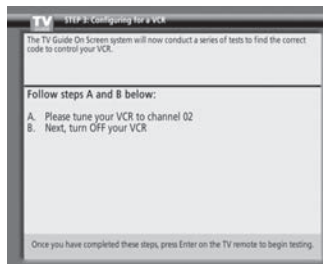 TV STEP 3: Configuring for a VCR
The TV Guide On Screen system will now conduct a series of tests to find the correct
code to control your VCR.
Follow steps A and B below:
A. Please tune your VCR to channel 02
B. Next, turn OFF your VCR
Once you have completed these steps, press Enter on the TV remote to begin testing.